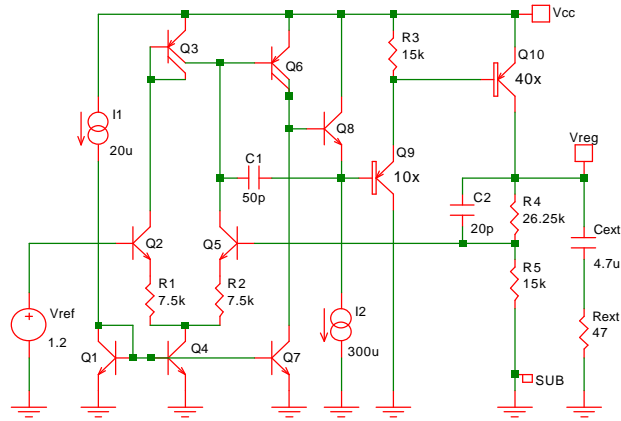 Vcc
Q3
Q6
R3
15k
Q10
40x
I1
20u
Q8
Q9
10x
Vreg
C1
50p
C2
20p
R4
26.25k
Cext
4.7u
Q2
Q5
R1
7.5k
R2
7.5k
R5
15k
Vref
1.2
I2
300u
Rext
47
Q1
Q4
Q7
SUB